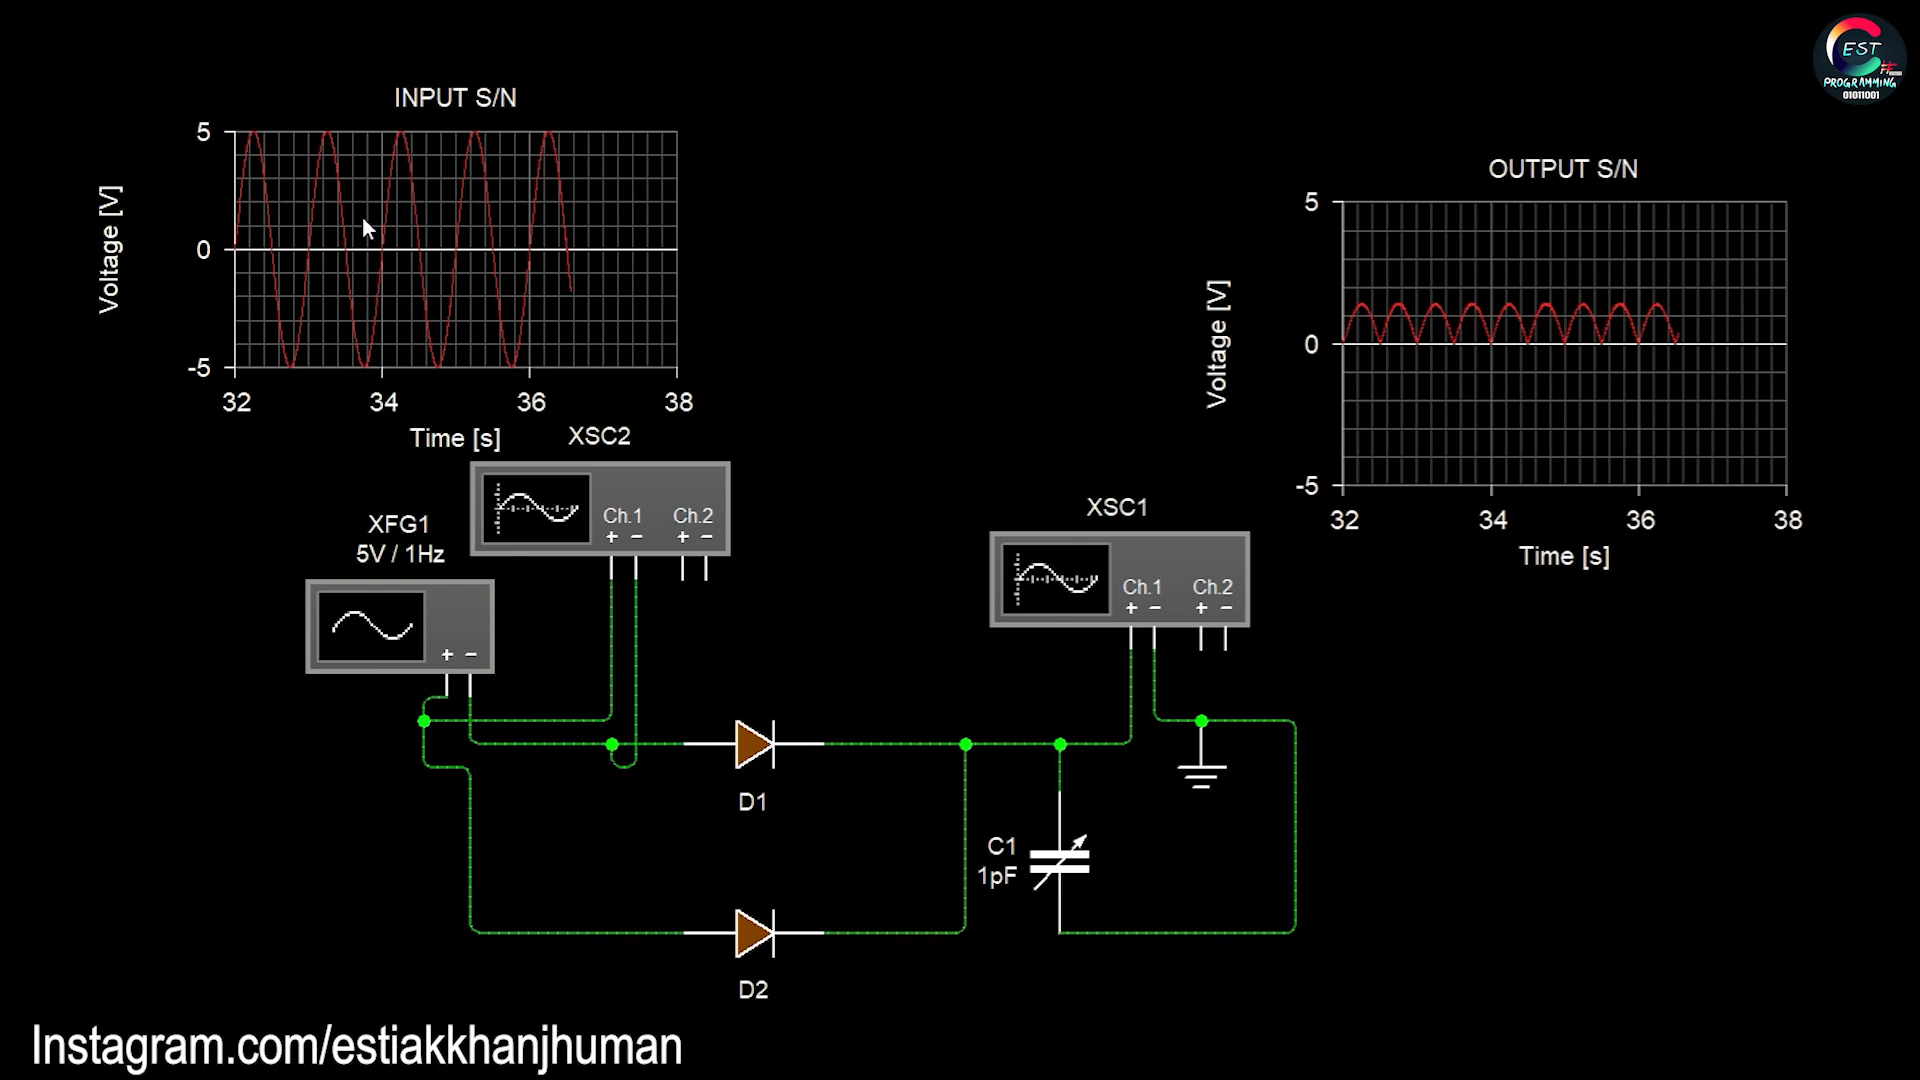 EST
PROGRAMMING
01011001
INPUT S/N
5
0
-5
Voltage [V]
32
34
36
38
Time [s]
OUTPUT S/N
5
0
-5
Voltage [V]
32
34
36
38
Time [s]
XSC2
Ch.1
Ch.2
+ −
+ −
XFG1
5V / 1Hz
+ −
XSC1
Ch.1
Ch.2
+ −
+ −
D1
C1
1pF
D2
Instagram.com/estiakkhanjhuman